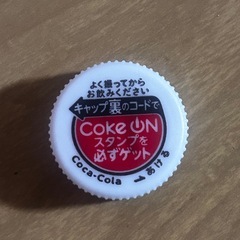 よく振ってから
お飲みください
キャップ裏のコードで
Coke ON
スタンプを
必ずゲット
Coca-Cola
あける